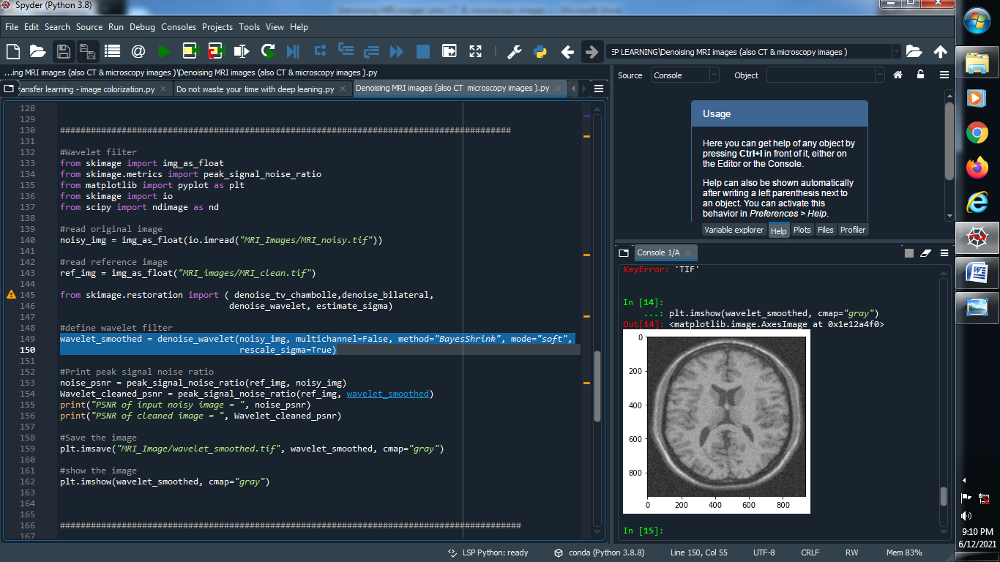 Spyder (Python 3.8)
File Edit Search Source Run Debug Consoles Projects Tools View Help
EP LEARNING\Denoising MRI images (also CT & microscopy images )
...ing MRI images (also CT & microscopy images )\Denoising MRI images (also CT & microscopy images ).py
ansfer learning - image colorization.py
Do not waste your time with deep leaning.py
Denoising MRI images (also CT microscopy images ).py
128
129
130 ########################################################################################
131
132 #Wavelet filter
133 from skimage import img_as_float
134 from skimage.metrics import peak_signal_noise_ratio
135 from matplotlib import pyplot as plt
136 from skimage import io
137 from scipy import ndimage as nd
138
139 #read original image
140 noisy_img = img_as_float(io.imread("MRI_Images/MRI_noisy.tif"))
141
142 #read reference image
143 ref_img = img_as_float("MRI_images/MRI_clean.tif")
144
145 from skimage.restoration import ( denoise_tv_chambolle,denoise_bilateral,
146 denoise_wavelet, estimate_sigma)
147
148 #define wavelet filter
149 wavelet_smoothed = denoise_wavelet(noisy_img, multichannel=False, method="BayesShrink", mode="soft",
150 rescale_sigma=True)
151
152 #Print peak signal noise ratio
153 noise_psnr = peak_signal_noise_ratio(ref_img, noisy_img)
154 Wavelet_cleaned_psnr = peak_signal_noise_ratio(ref_img, wavelet_smoothed)
155 print("PSNR of input noisy image = ", noise_psnr)
156 print("PSNR of cleaned image = ", Wavelet_cleaned_psnr)
157
158 #Save the image
159 plt.imsave("MRI_Image/wavelet_smoothed.tif", wavelet_smoothed, cmap="gray")
160
161 #show the image
162 plt.imshow(wavelet_smoothed, cmap="gray")
163
164
165
166 ##########################################################################################
167
Source Console Object
Usage
Here you can get help of any object by
pressing Ctrl+I in front of it, either on
the Editor or the Console.
Help can also be shown automatically
after writing a left parenthesis next to
an object. You can activate this
behavior in Preferences > Help.
Variable explorer Help Plots Files Profiler
Console 1/A
KeyError: 'TIF'
In [14]:
...: plt.imshow(wavelet_smoothed, cmap="gray")
Out[14]: <matplotlib.image.AxesImage at 0x1e12a4f0>
0
200
400
600
800
0 200 400 600 800
In [15]:
LSP Python: ready conda (Python 3.8.8) Line 150, Col 55 UTF-8 CRLF RW Mem 83%
9:10 PM
6/12/2021